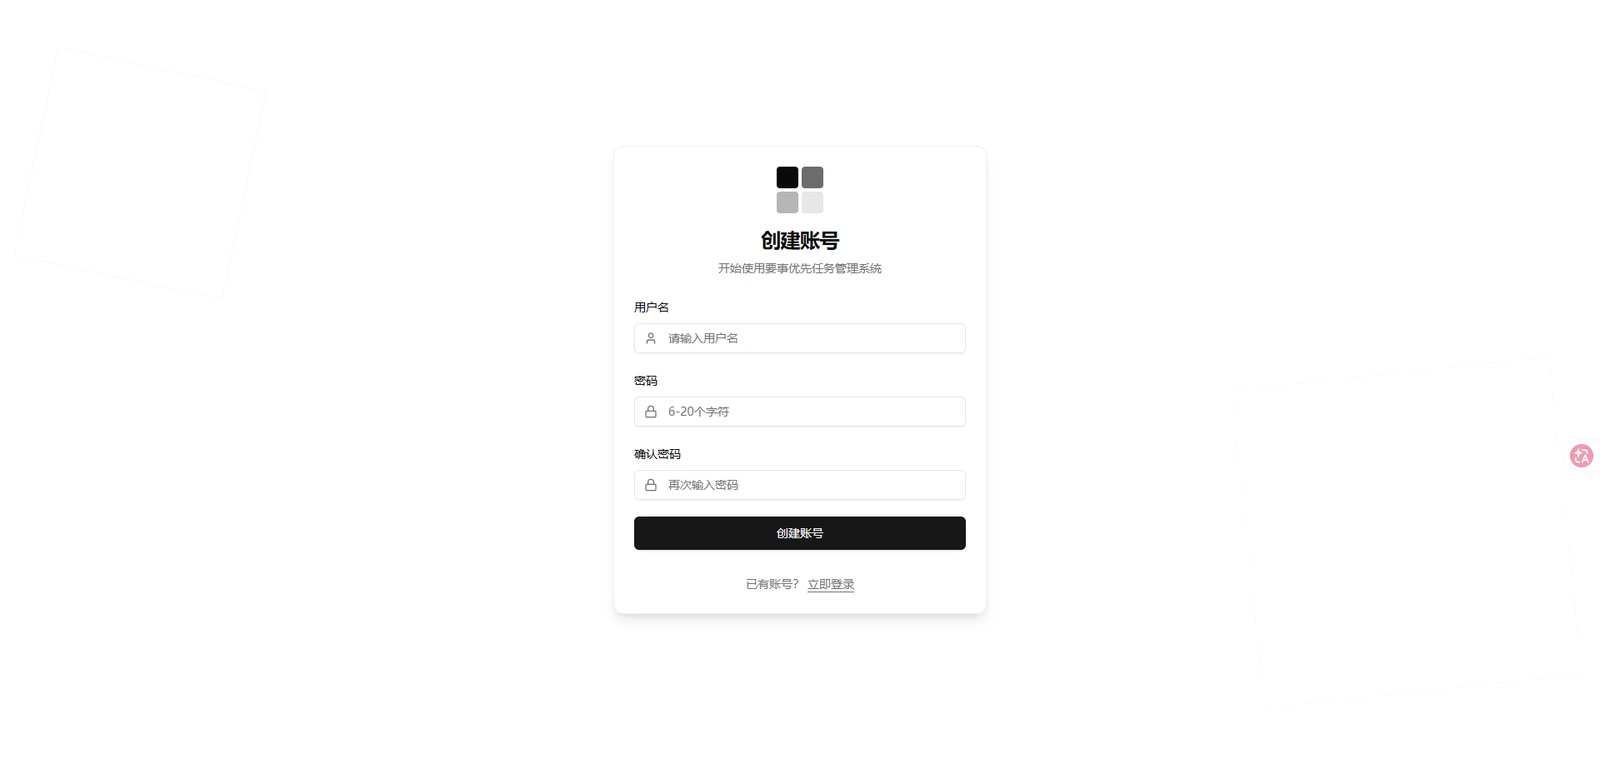 创建账号
开始使用要事优先任务管理系统
用户名
请输入用户名
密码
6-20个字符
确认密码
再次输入密码
创建账号
已有账号? 立即登录